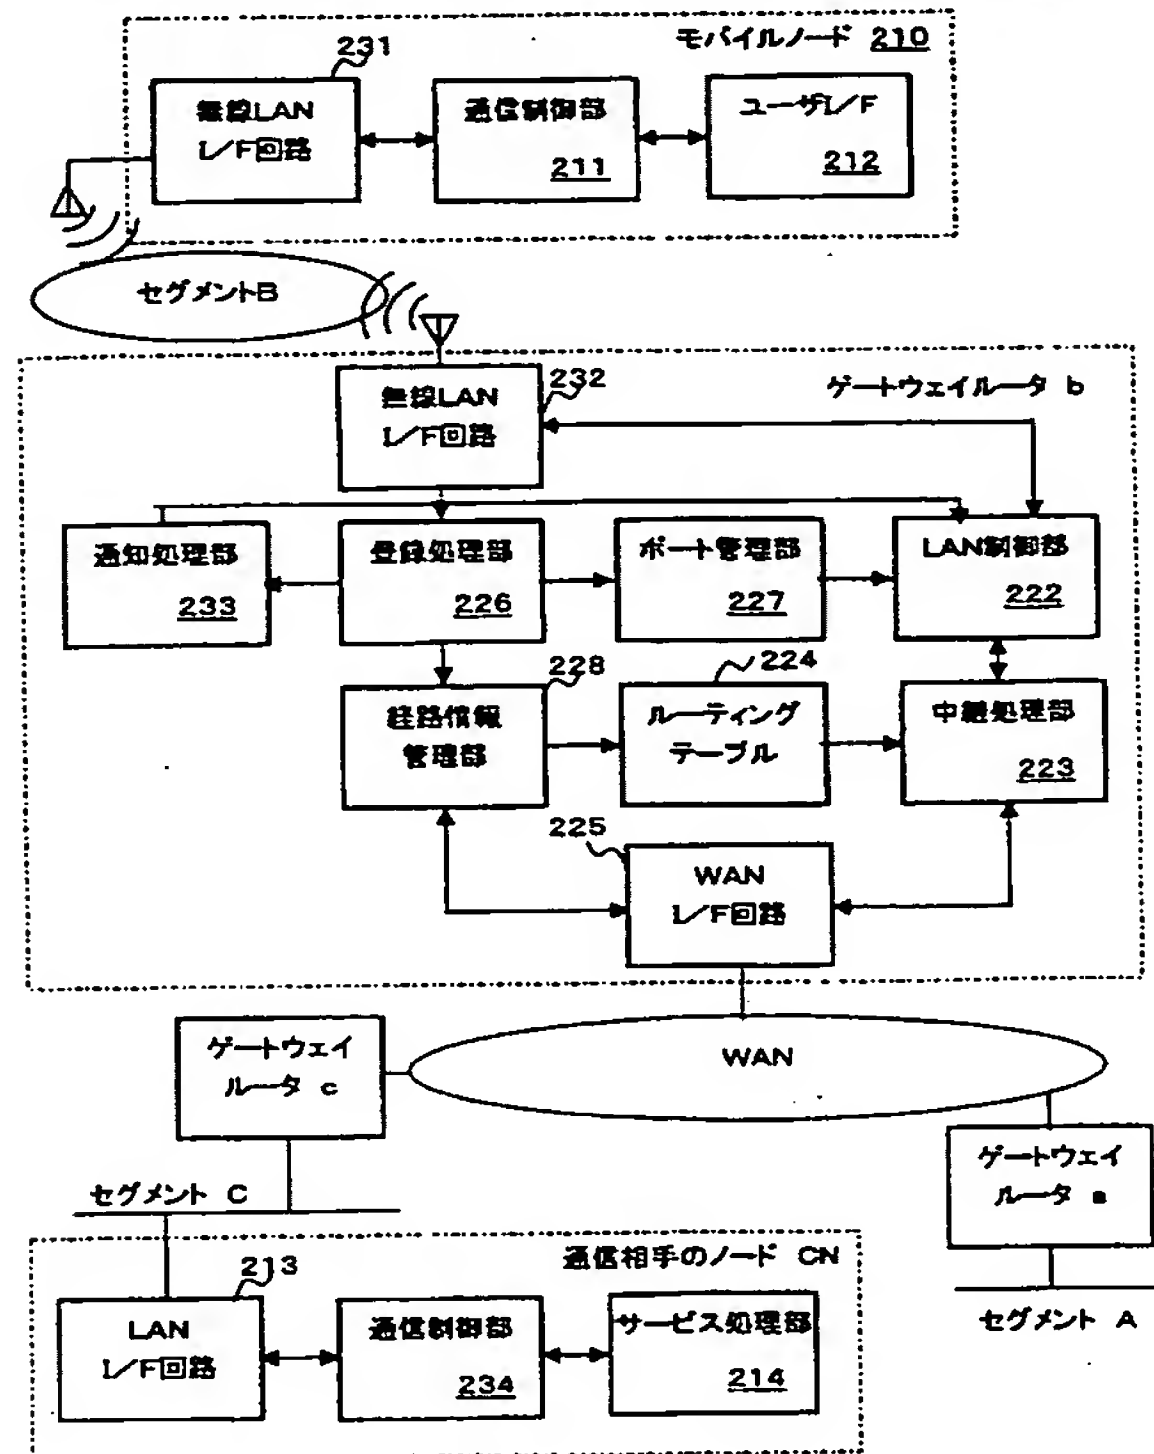 モバイルノード 210
231
無線LAN
I/F回路
通信制御部
211
ユーザI/F
212
セグメントB
ゲートウェイルータ b
232
無線LAN
I/F回路
通知処理部
233
登録処理部
226
ポート管理部
227
LAN制御部
222
228
経路情報
管理部
224
ルーティング
テーブル
中継処理部
223
225
WAN
I/F回路
WAN
ゲートウェイ
ルータ c
ゲートウェイ
ルータ a
セグメント C
セグメント A
通信相手のノード CN
213
LAN
I/F回路
通信制御部
234
サービス処理部
214